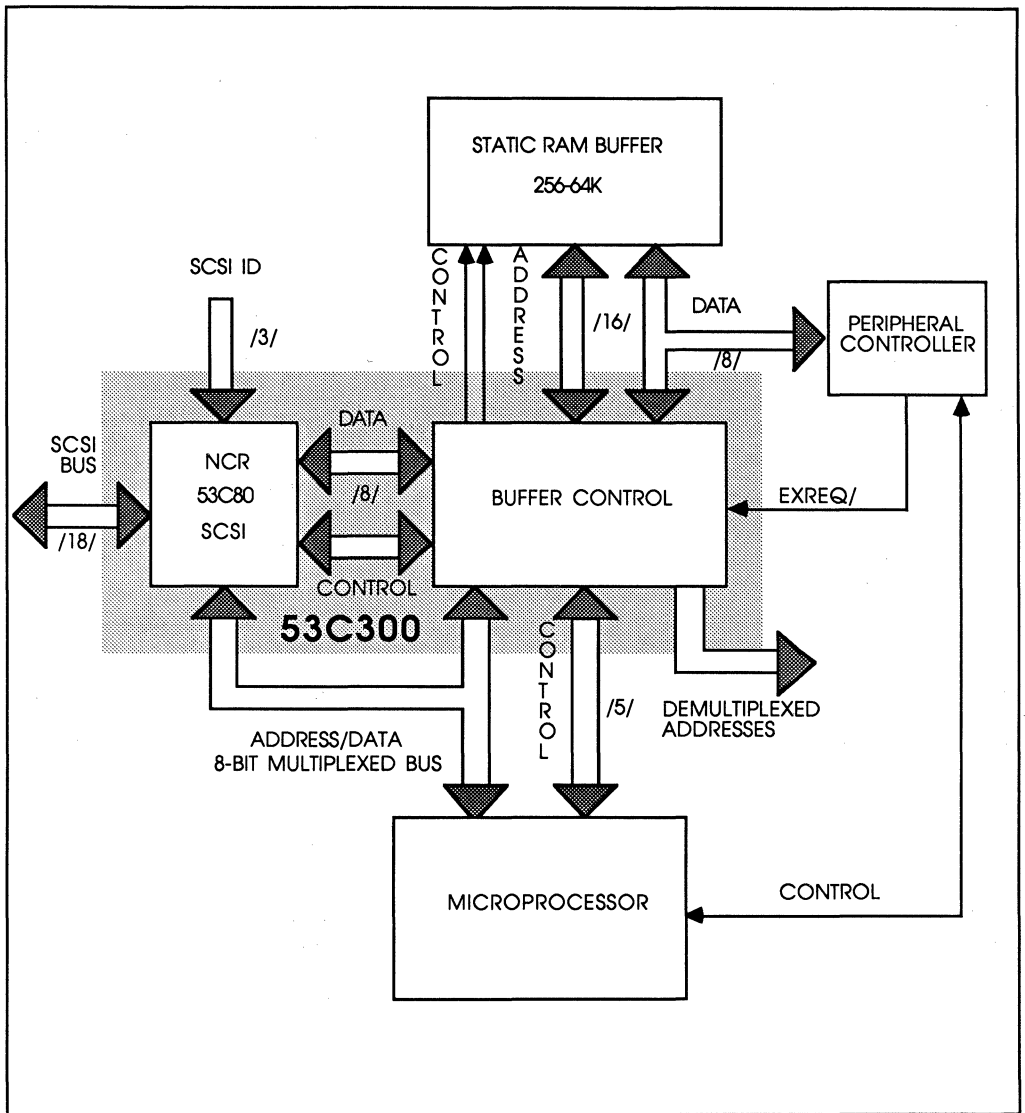 STATIC RAM BUFFER
256-64K
CONTROL
ADDRESS
SCSI ID
/3/
/16/
DATA
/8/
PERIPHERAL
CONTROLLER
SCSI
BUS
/18/
NCR
53C80
SCSI
DATA
/8/
CONTROL
BUFFER CONTROL
EXREQ/
53C300
CONTROL
/5/
DEMULTIPLEXED
ADDRESSES
ADDRESS/DATA
8-BIT MULTIPLEXED BUS
MICROPROCESSOR
CONTROL